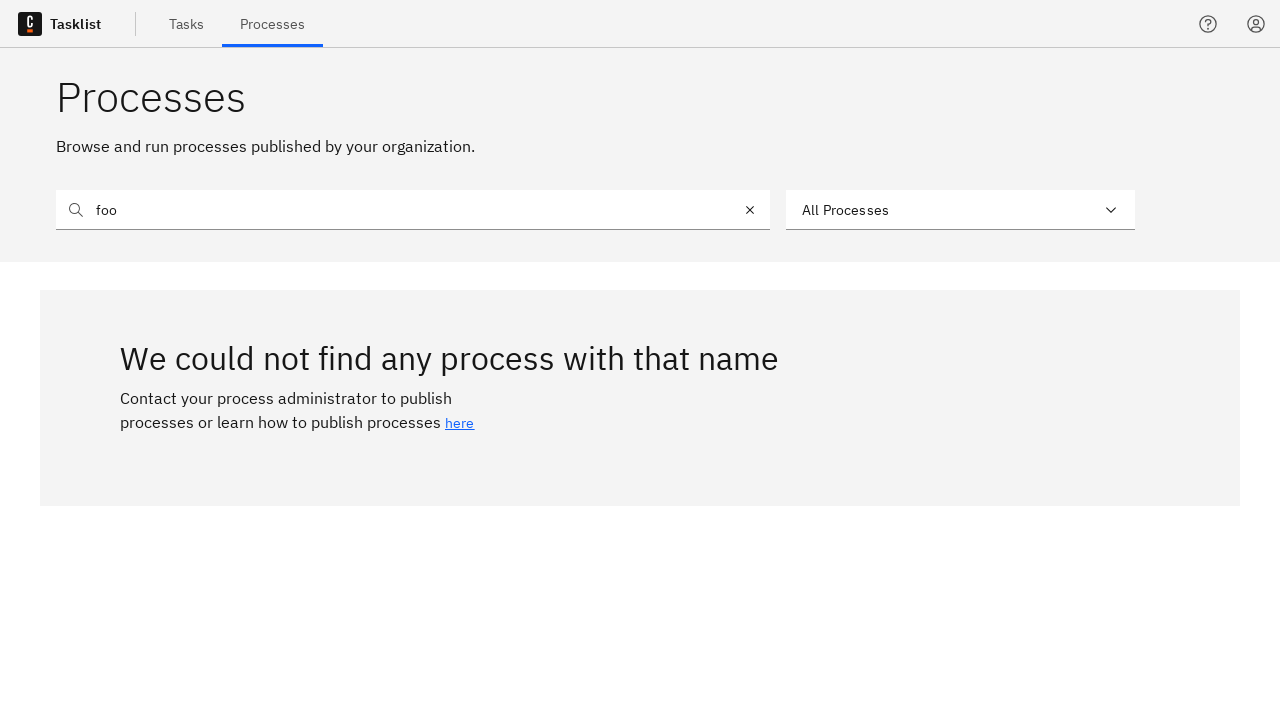 Tasklist
Tasks
Processes
Processes
Browse and run processes published by your organization.
foo
All Processes
We could not find any process with that name
Contact your process administrator to publish
processes or learn how to publish processes here